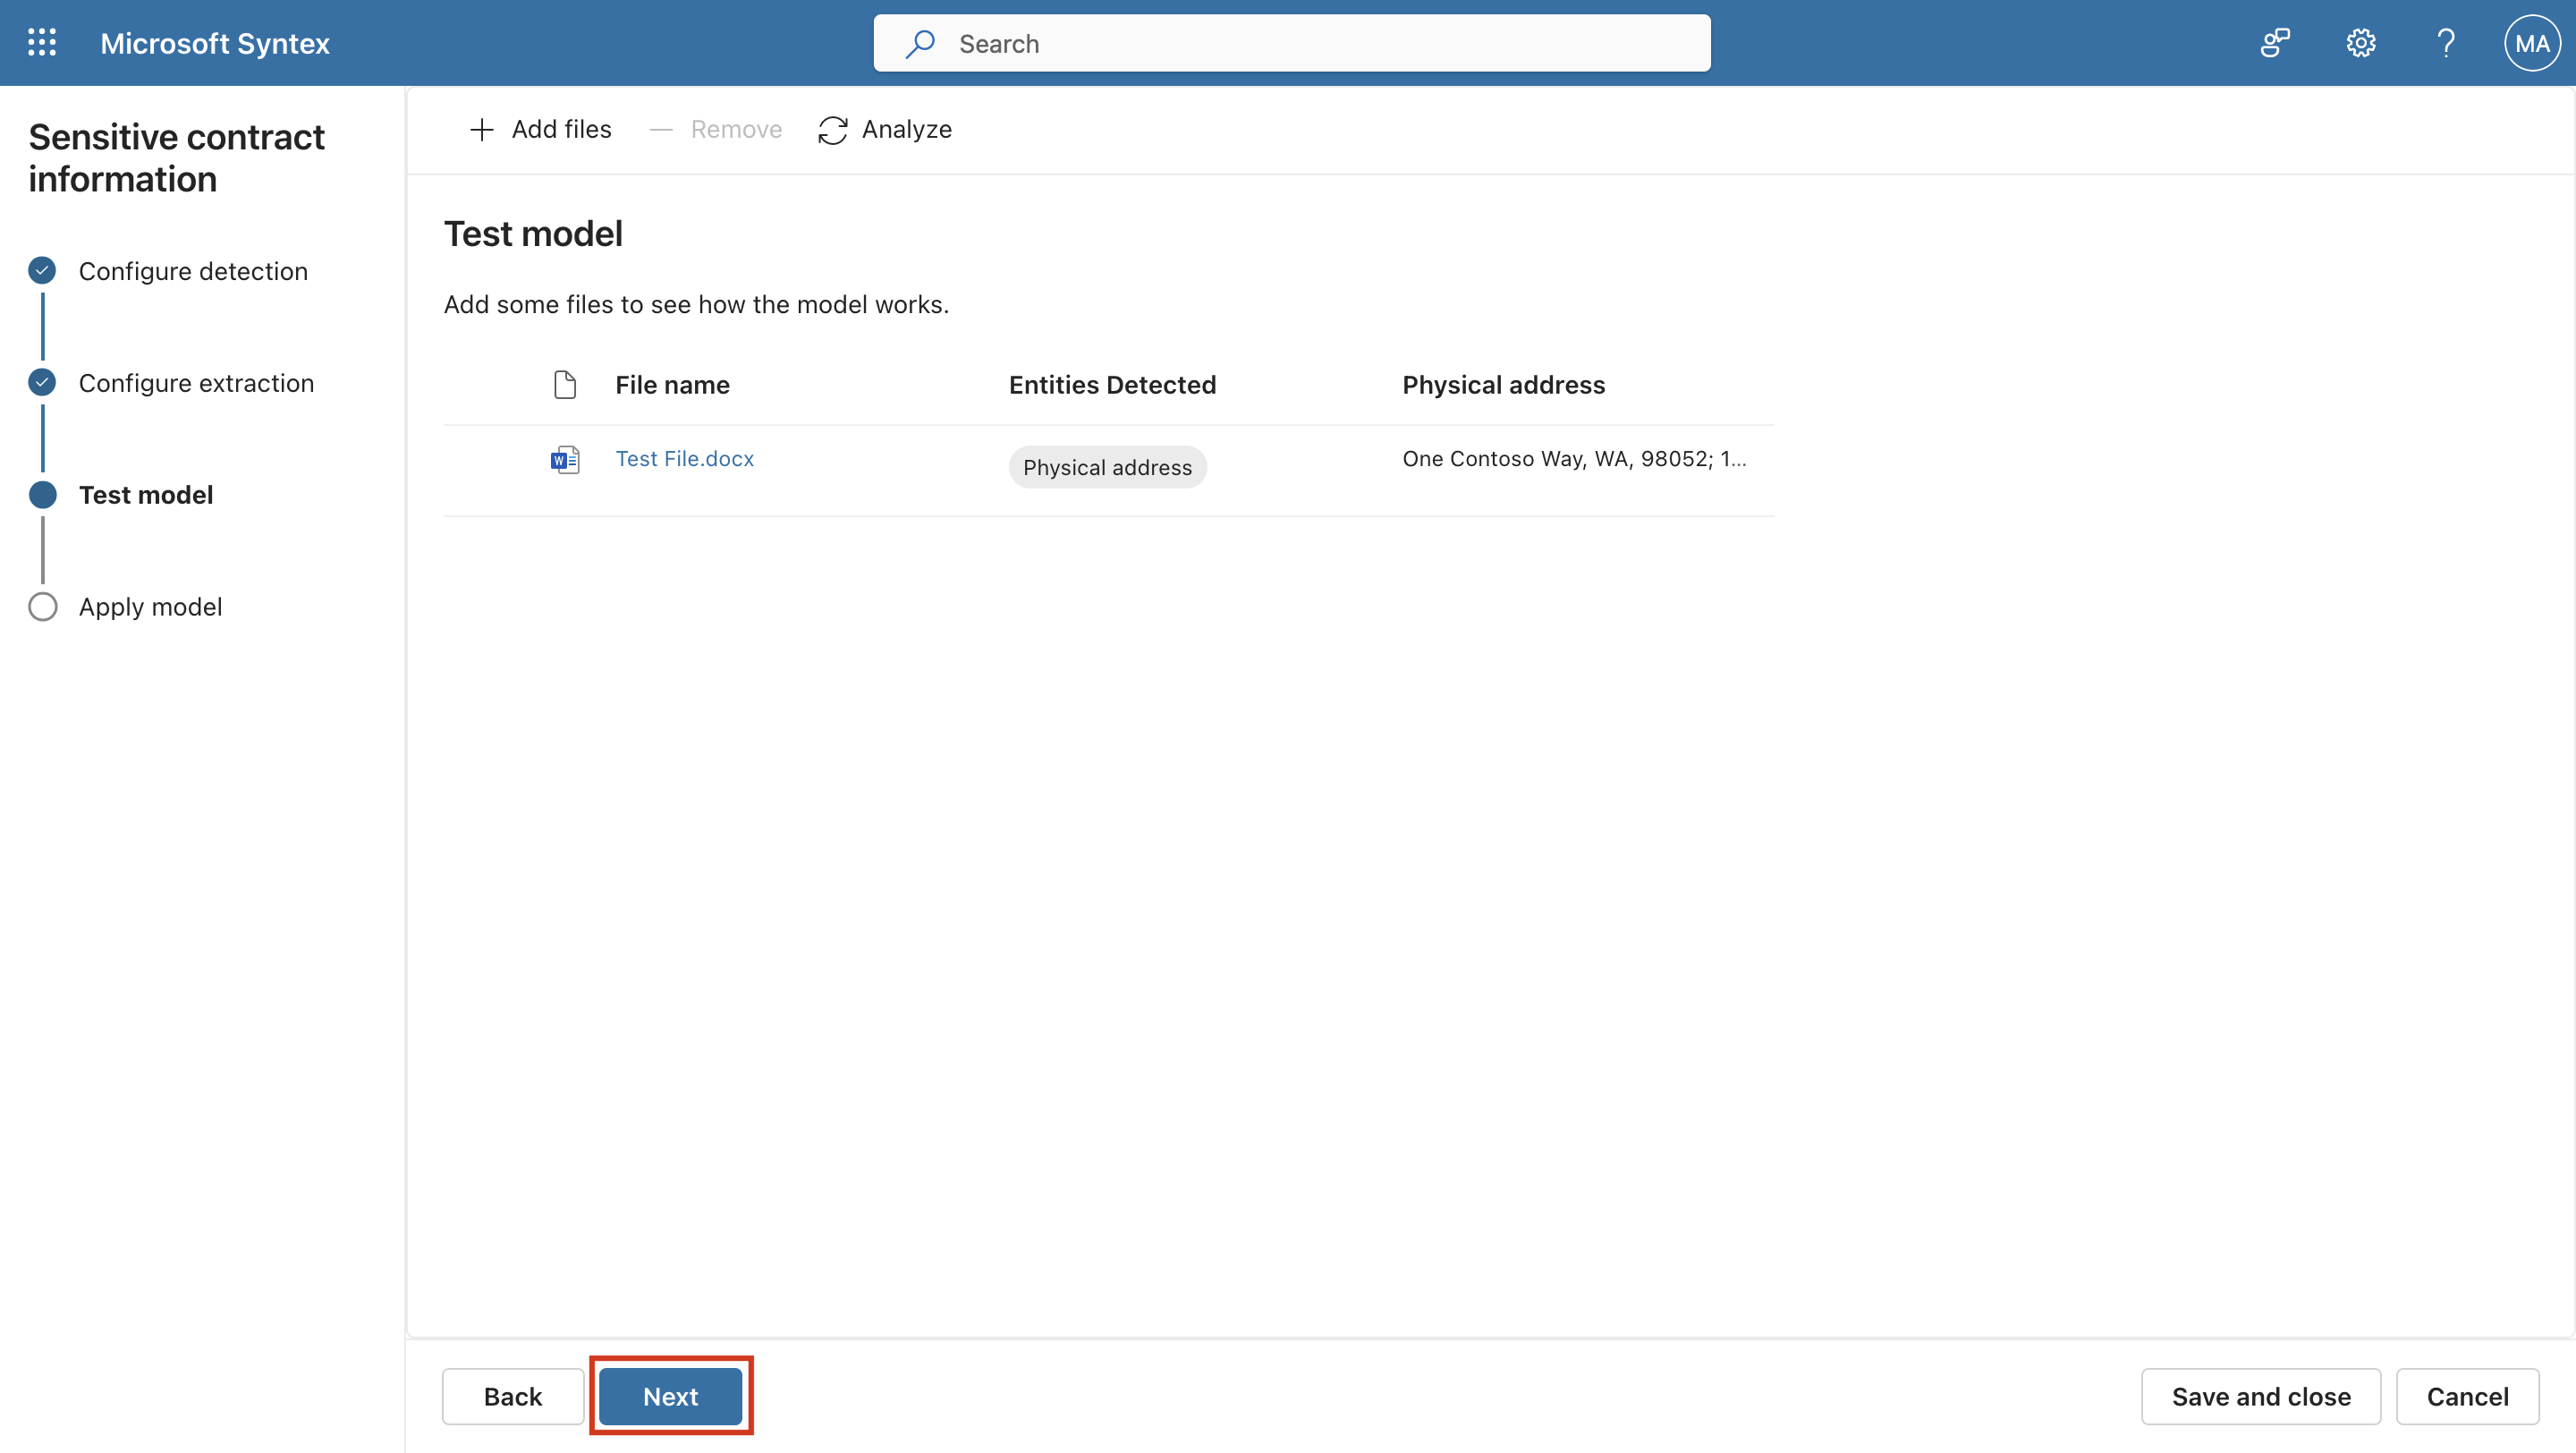 Microsoft Syntex
Search
MA
Sensitive contract
information
Configure detection
Configure extraction
Test model
Apply model
Add files
Remove
Analyze
Test model
Add some files to see how the model works.
File name Entities Detected Physical address
Test File.docx Physical address One Contoso Way, WA, 98052; 1...
Back
Next
Save and close
Cancel